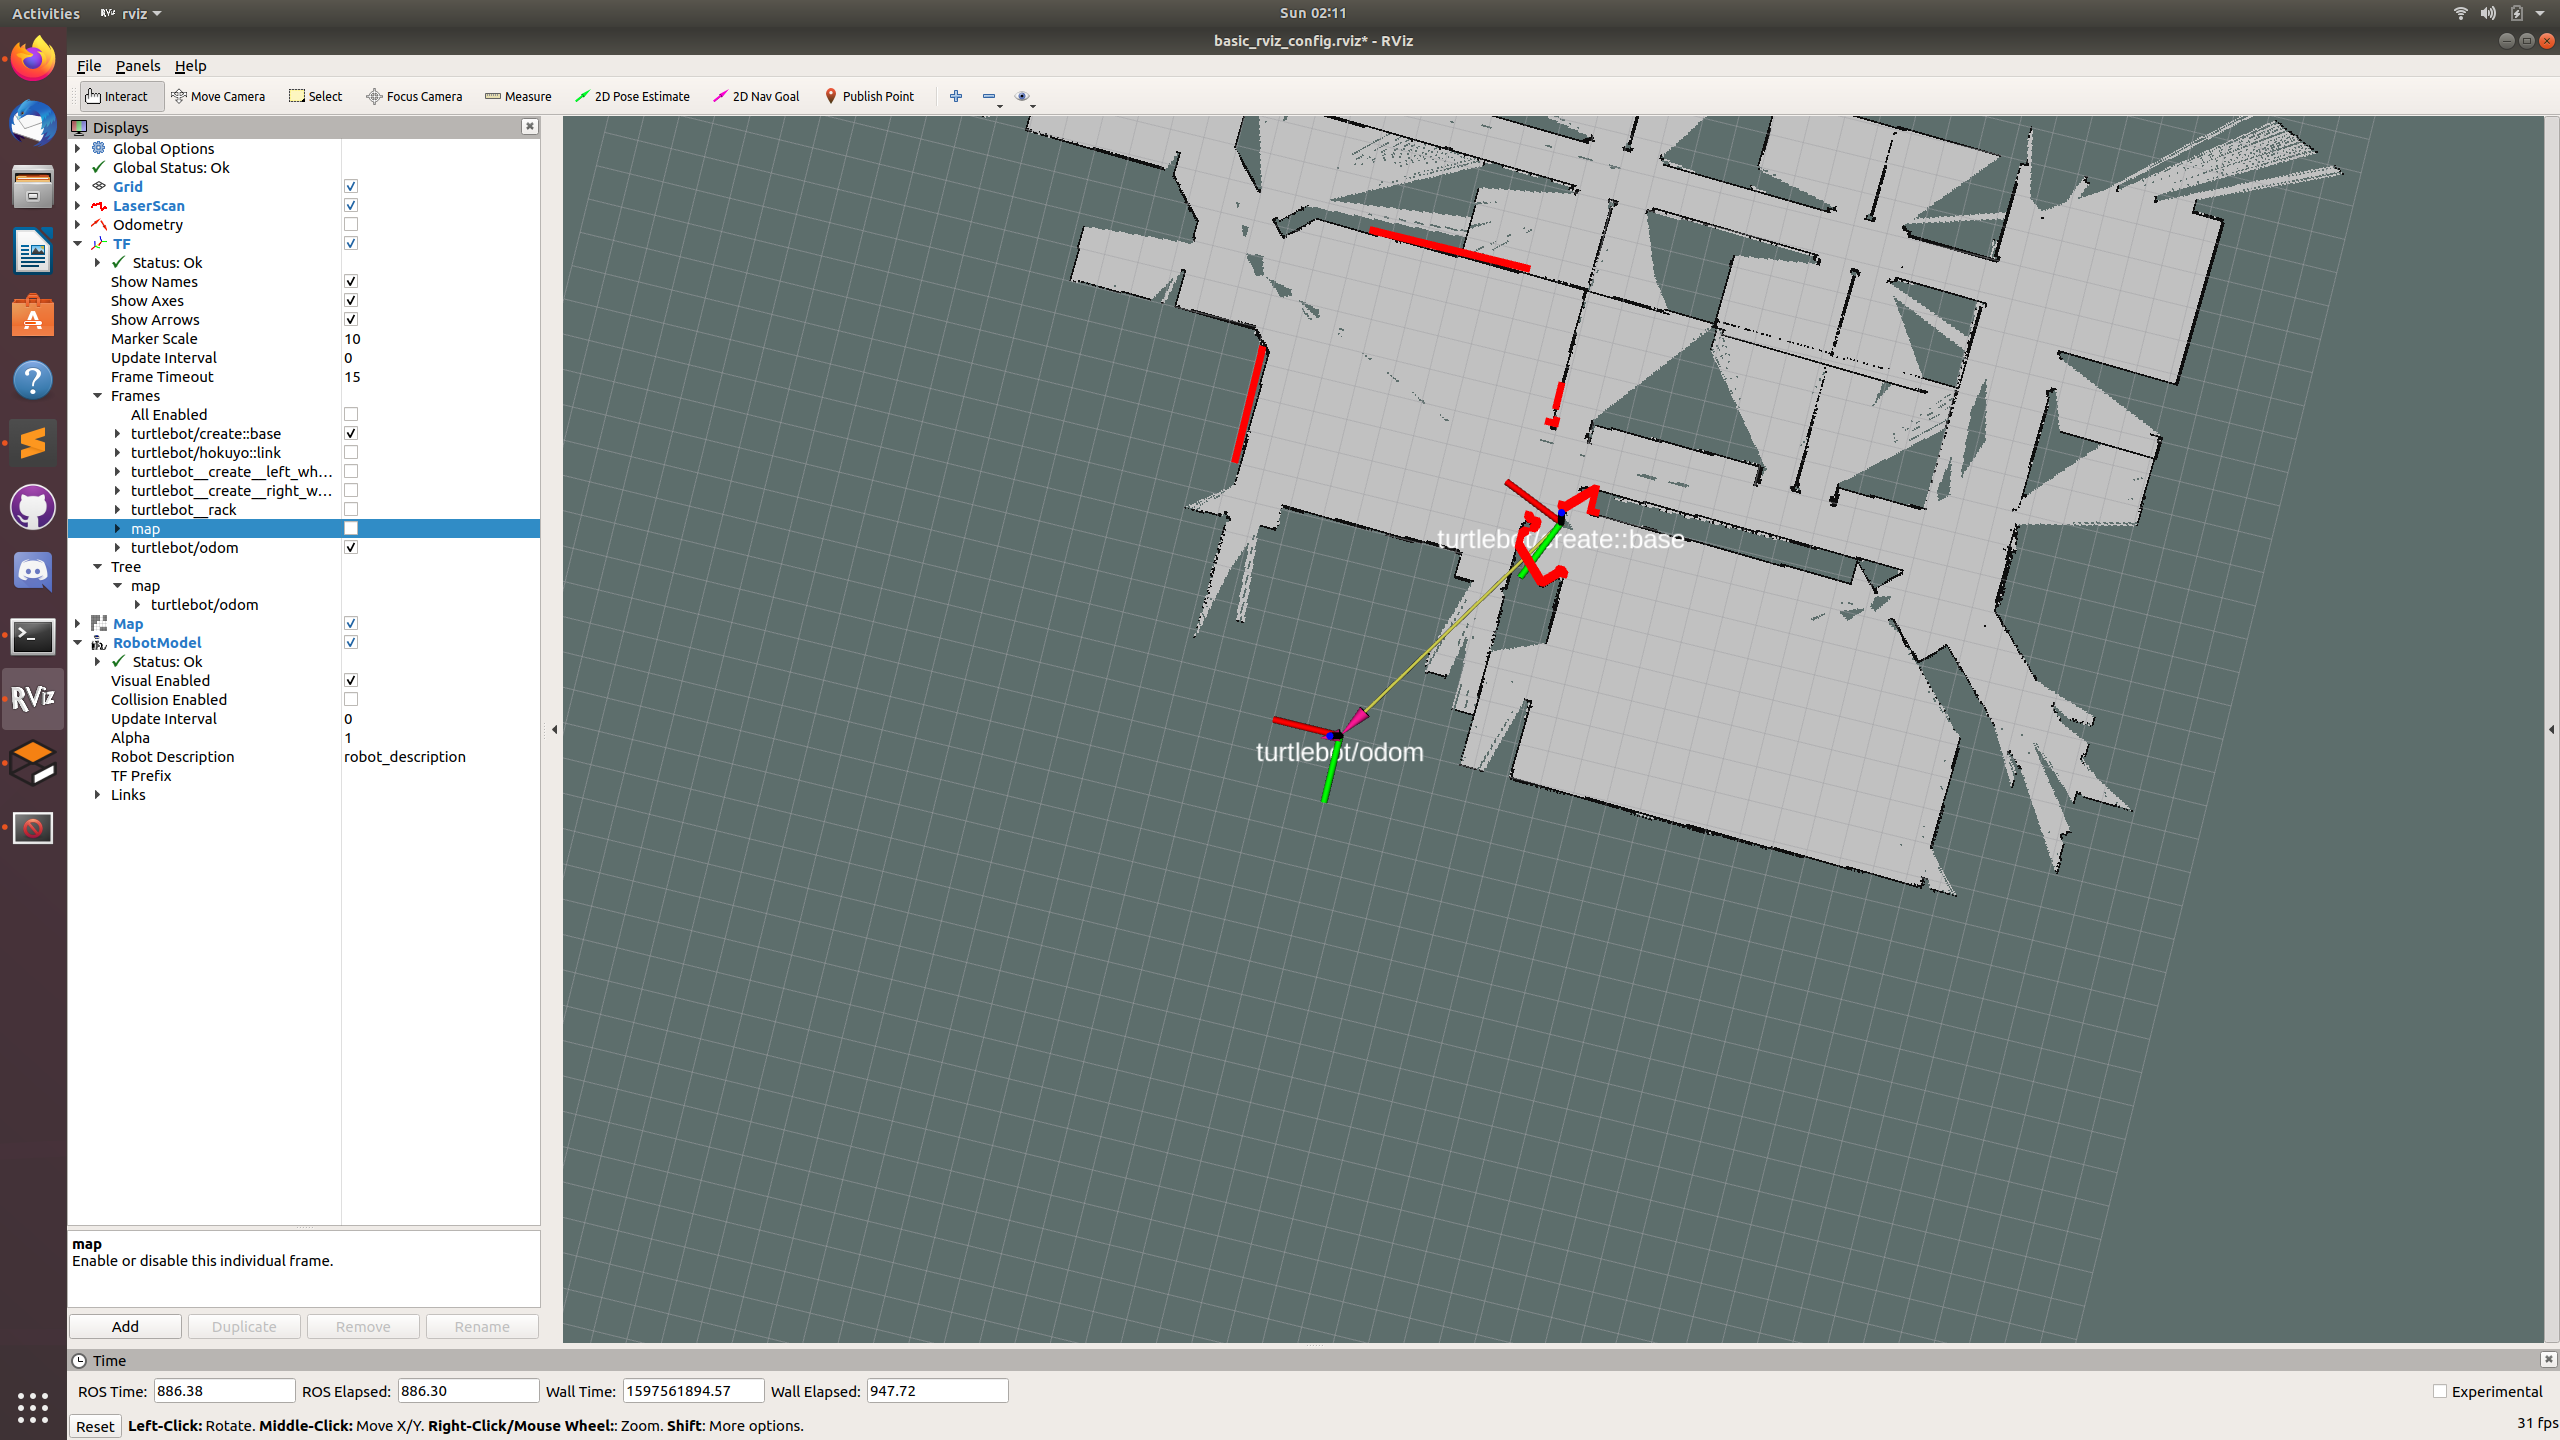 Activities
rviz
Sun 02:11
basic_rviz_config.rviz* - RViz
File Panels Help
Interact Move Camera Select Focus Camera Measure 2D Pose Estimate 2D Nav Goal Publish Point
Displays
Global Options
Global Status: Ok
Grid
LaserScan
Odometry
TF
Status: Ok
Show Names
Show Axes
Show Arrows
Marker Scale 10
Update Interval 0
Frame Timeout 15
Frames
All Enabled
turtlebot/create::base
turtlebot/hokuyo::link
turtlebot__create__left_wh...
turtlebot__create__right_w...
turtlebot__rack
map
turtlebot/odom
Tree
map
turtlebot/odom
Map
RobotModel
Status: Ok
Visual Enabled
Collision Enabled
Update Interval 0
Alpha 1
Robot Description robot_description
TF Prefix
Links
turtlebot/create::base
turtlebot/odom
RViz
map
Enable or disable this individual frame.
Add Duplicate Remove Rename
Time
ROS Time: 886.38 ROS Elapsed: 886.30 Wall Time: 1597561894.57 Wall Elapsed: 947.72 Experimental
Reset Left-Click: Rotate. Middle-Click: Move X/Y. Right-Click/Mouse Wheel:: Zoom. Shift: More options. 31 fps